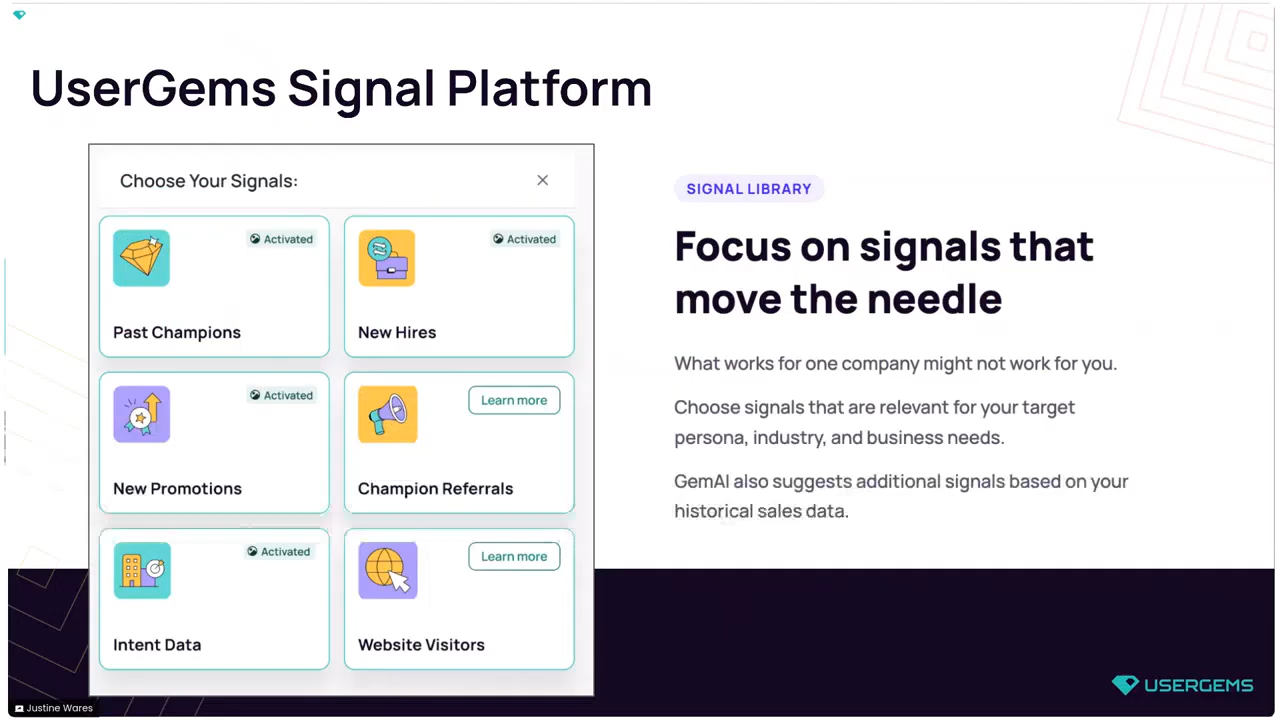 UserGems Signal Platform
Choose Your Signals:
Activated
Past Champions
Activated
New Hires
Activated
New Promotions
Learn more
Champion Referrals
Activated
Intent Data
Learn more
Website Visitors
SIGNAL LIBRARY
Focus on signals that
move the needle
What works for one company might not work for you.
Choose signals that are relevant for your target
persona, industry, and business needs.
GemAI also suggests additional signals based on your
historical sales data.
USERGEMS
Justine Wares